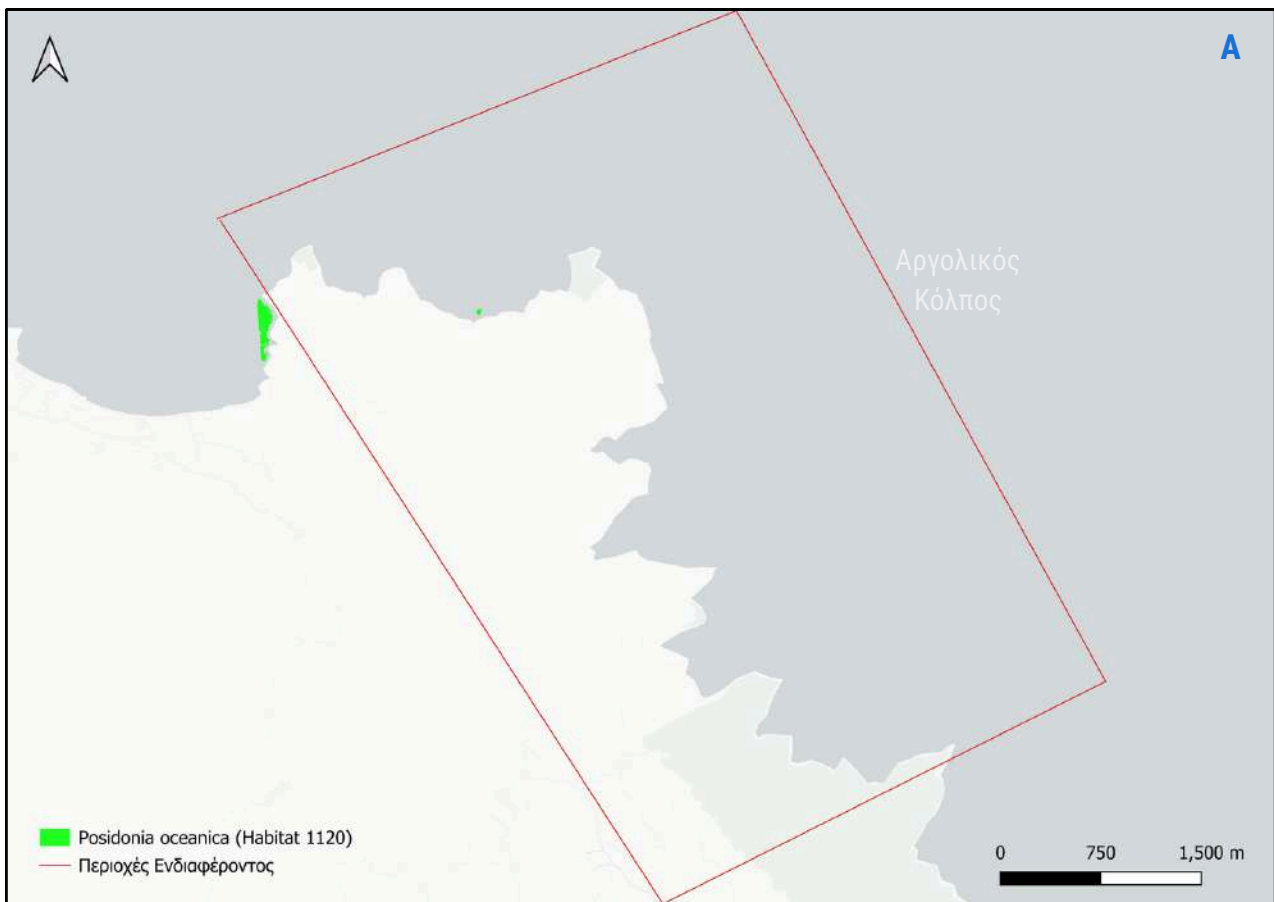 A
Αργολικός
Κόλπος
Posidonia oceanica (Habitat 1120)
Περιοχές Ενδιαφέροντος
0 750 1,500 m